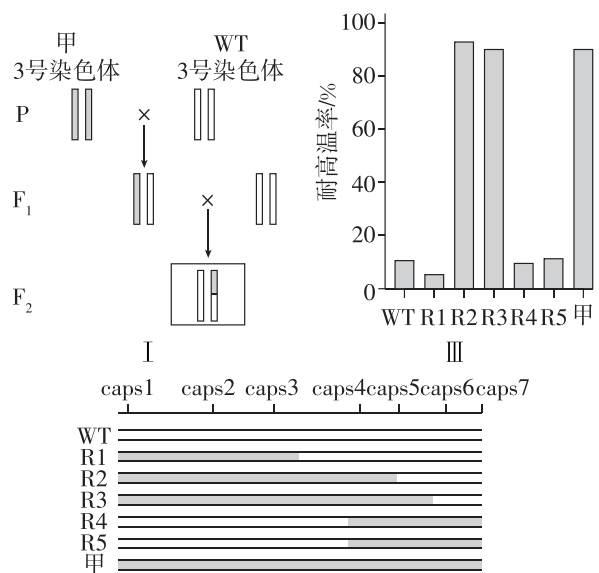 甲 WT
3号染色体 3号染色体
P ×
F1 ×
F2
Ⅰ
耐高温率/%
100
80
60
40
20
0
WT R1 R2 R3 R4 R5 甲
Ⅲ
caps1 caps2 caps3 caps4 caps5 caps6 caps7
WT
R1
R2
R3
R4
R5
甲